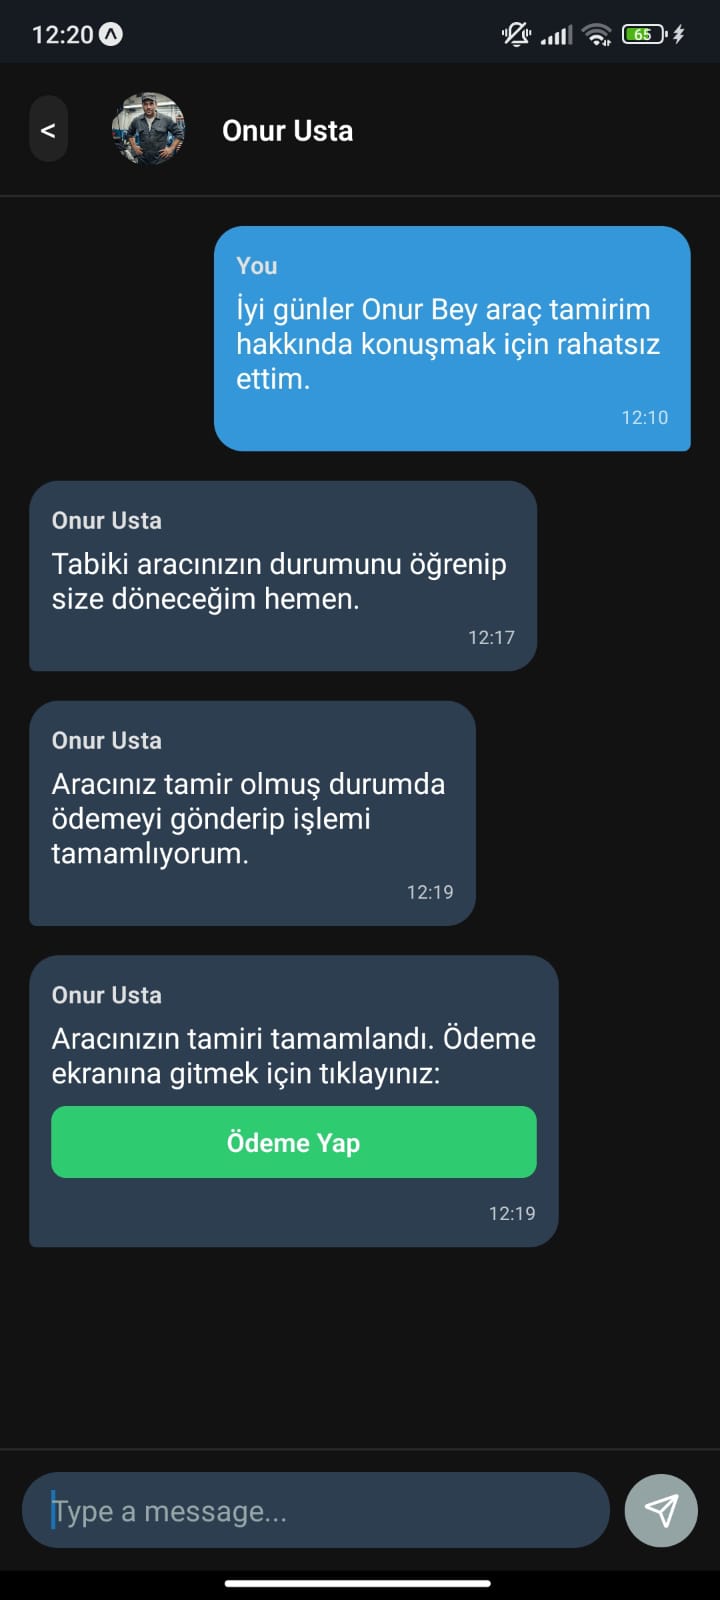 12:20
65
<
Onur Usta
You
İyi günler Onur Bey araç tamirim
hakkında konuşmak için rahatsız
ettim.
12:10
Onur Usta
Tabiki aracınızın durumunu öğrenip
size döneceğim hemen.
12:17
Onur Usta
Aracınız tamir olmuş durumda
ödemeyi gönderip işlemi
tamamlıyorum.
12:19
Onur Usta
Aracınızın tamiri tamamlandı. Ödeme
ekranına gitmek için tıklayınız:
Ödeme Yap
12:19
Type a message...